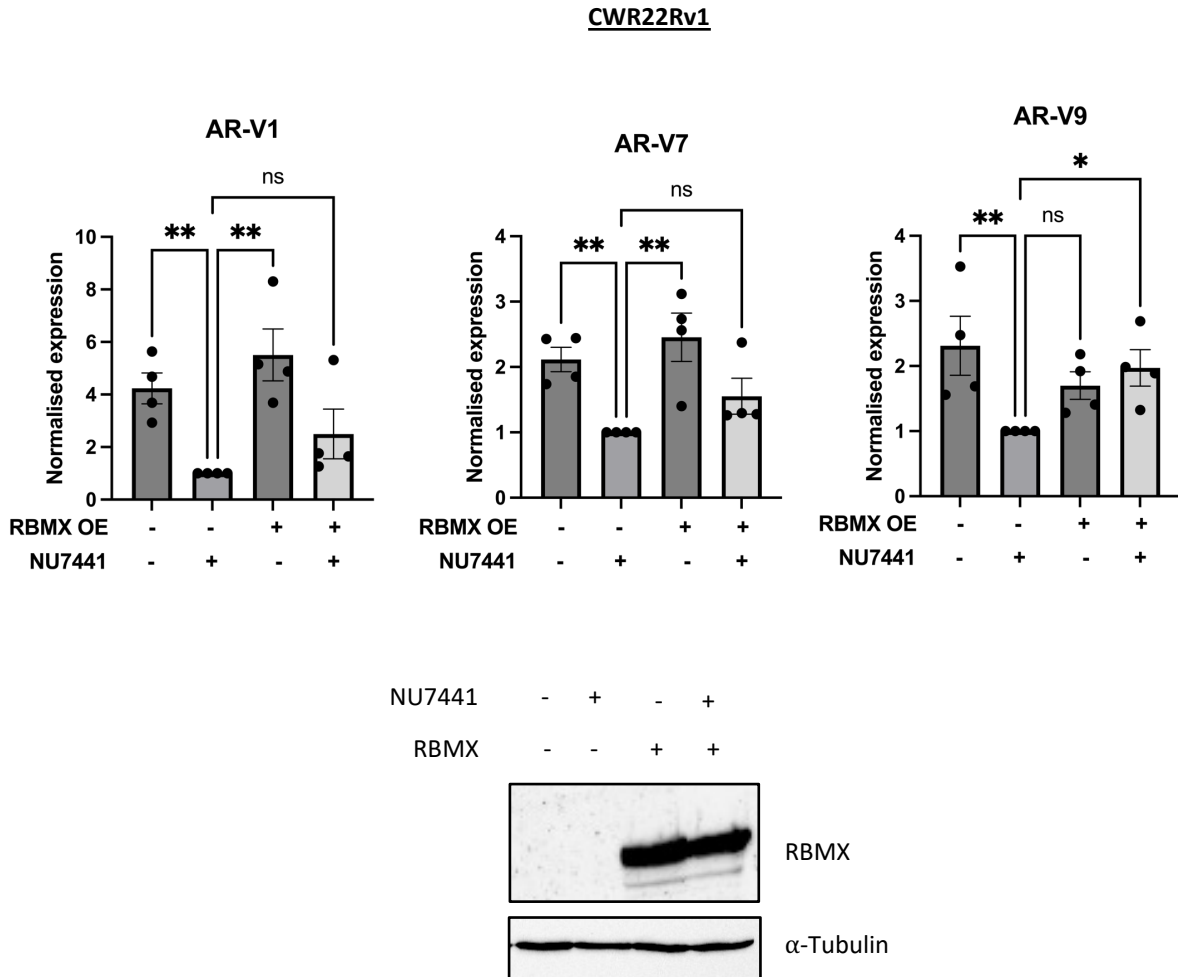 CWR22Rv1
AR-V1
ns
** **
Normalised expression
10
8
6
4
2
0
RBMX OE - - + +
NU7441 - + - +
AR-V7
ns
** **
Normalised expression
4
3
2
1
0
RBMX OE - - + +
NU7441 - + - +
AR-V9
*
** ns
Normalised expression
4
3
2
1
0
RBMX OE - - + +
NU7441 - + - +
NU7441 - + - +
RBMX - - + +
RBMX
α-Tubulin